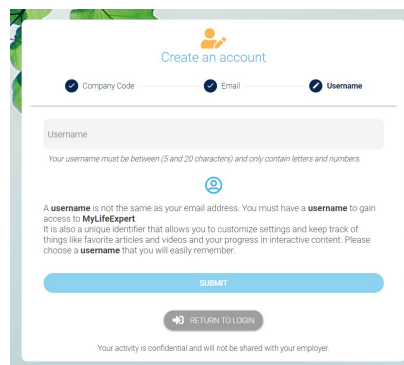 Create an account
Company Code
Email
Username
Username
Your username must be between (5 and 20 characters) and only contain letters and numbers.
A username is not the same as your email address. You must have a username to gain
access to MyLifeExpert.
It is also a unique identifier that allows you to customize settings and keep track of
things like favorite articles and videos and your progress in interactive content. Please
choose a username that you will easily remember.
SUBMIT
RETURN TO LOGIN
Your activity is confidential and will not be shared with your employer.